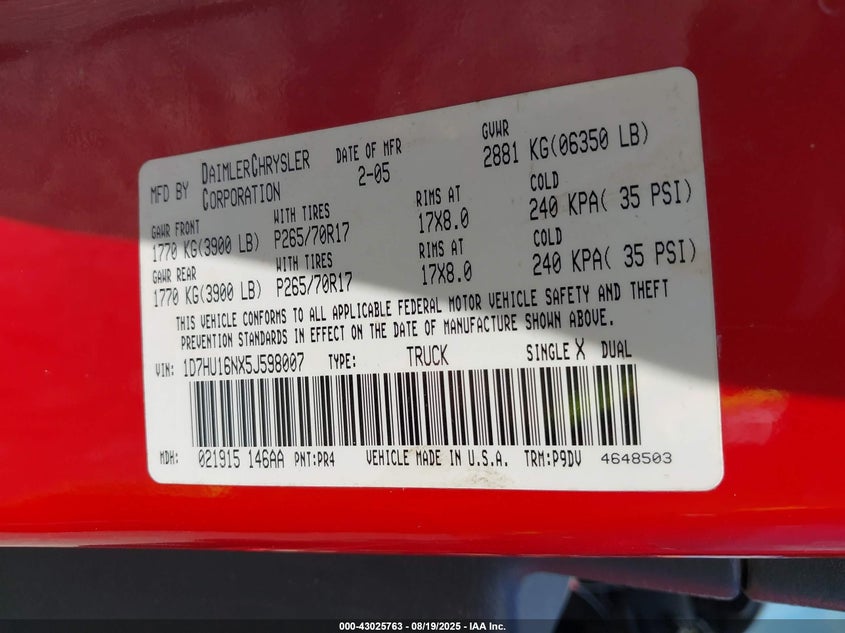 MFD BY DAIMLERCHRYSLER CORPORATION DATE OF MFR 2-05 GVWR 2881 KG(06350 LB)
GAWR FRONT WITH TIRES RIMS AT COLD
1770 KG(3900 LB) P265/70R17 17X8.0 240 KPA( 35 PSI)
GAWR REAR WITH TIRES RIMS AT COLD
1770 KG(3900 LB) P265/70R17 17X8.0 240 KPA( 35 PSI)
THIS VEHICLE CONFORMS TO ALL APPLICABLE FEDERAL MOTOR VEHICLE SAFETY AND THEFT
PREVENTION STANDARDS IN EFFECT ON THE DATE OF MANUFACTURE SHOWN ABOVE.
VIN: 1D7HU16NX5J598007 TYPE: TRUCK SINGLE X DUAL
MDH: 021915 146AA PNT:PR4 VEHICLE MADE IN U.S.A. TRM:P9DV 4648503
000-43025763 - 08/19/2025 - IAA Inc.